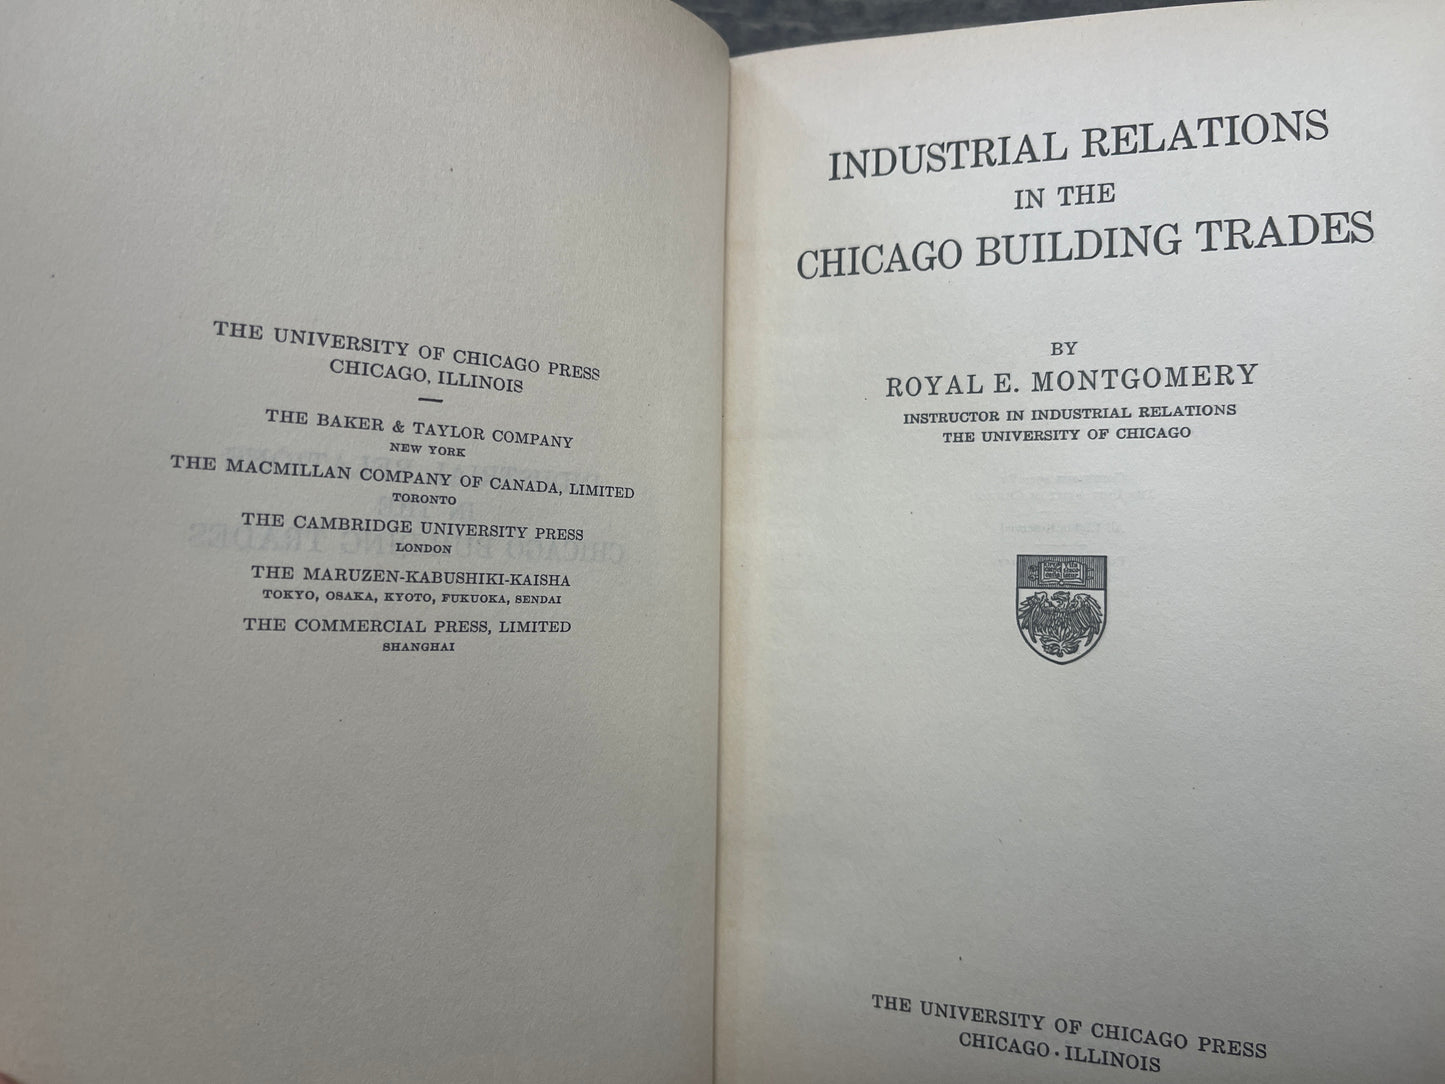 THE UNIVERSITY OF CHICAGO PRESS
CHICAGO, ILLINOIS
THE BAKER & TAYLOR COMPANY
NEW YORK
THE MACMILLAN COMPANY OF CANADA, LIMITED
TORONTO
THE CAMBRIDGE UNIVERSITY PRESS
LONDON
THE MARUZEN-KABUSHIKI-KAISHA
TOKYO, OSAKA, KYOTO, FUKUOKA, SENDAI
THE COMMERCIAL PRESS, LIMITED
SHANGHAI
INDUSTRIAL RELATIONS
IN THE
CHICAGO BUILDING TRADES
BY
ROYAL E. MONTGOMERY
INSTRUCTOR IN INDUSTRIAL RELATIONS
THE UNIVERSITY OF CHICAGO
THE UNIVERSITY OF CHICAGO PRESS
CHICAGO · ILLINOIS